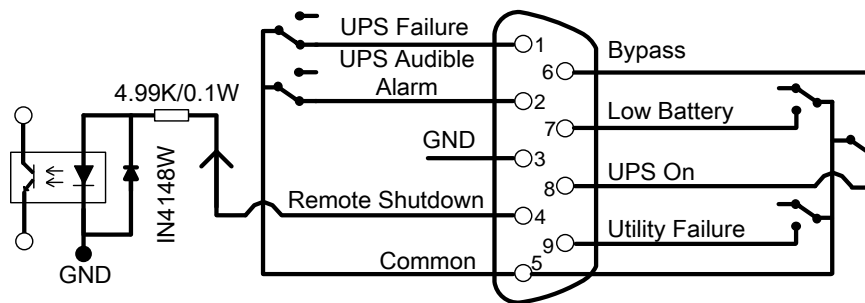 UPS Failure
1
Bypass
UPS Audible
Alarm
6
4.99K/0.1W
2
Low Battery
7
GND
3
IN4148W
UPS On
8
Remote Shutdown
4
Utility Failure
9
GND
Common
5